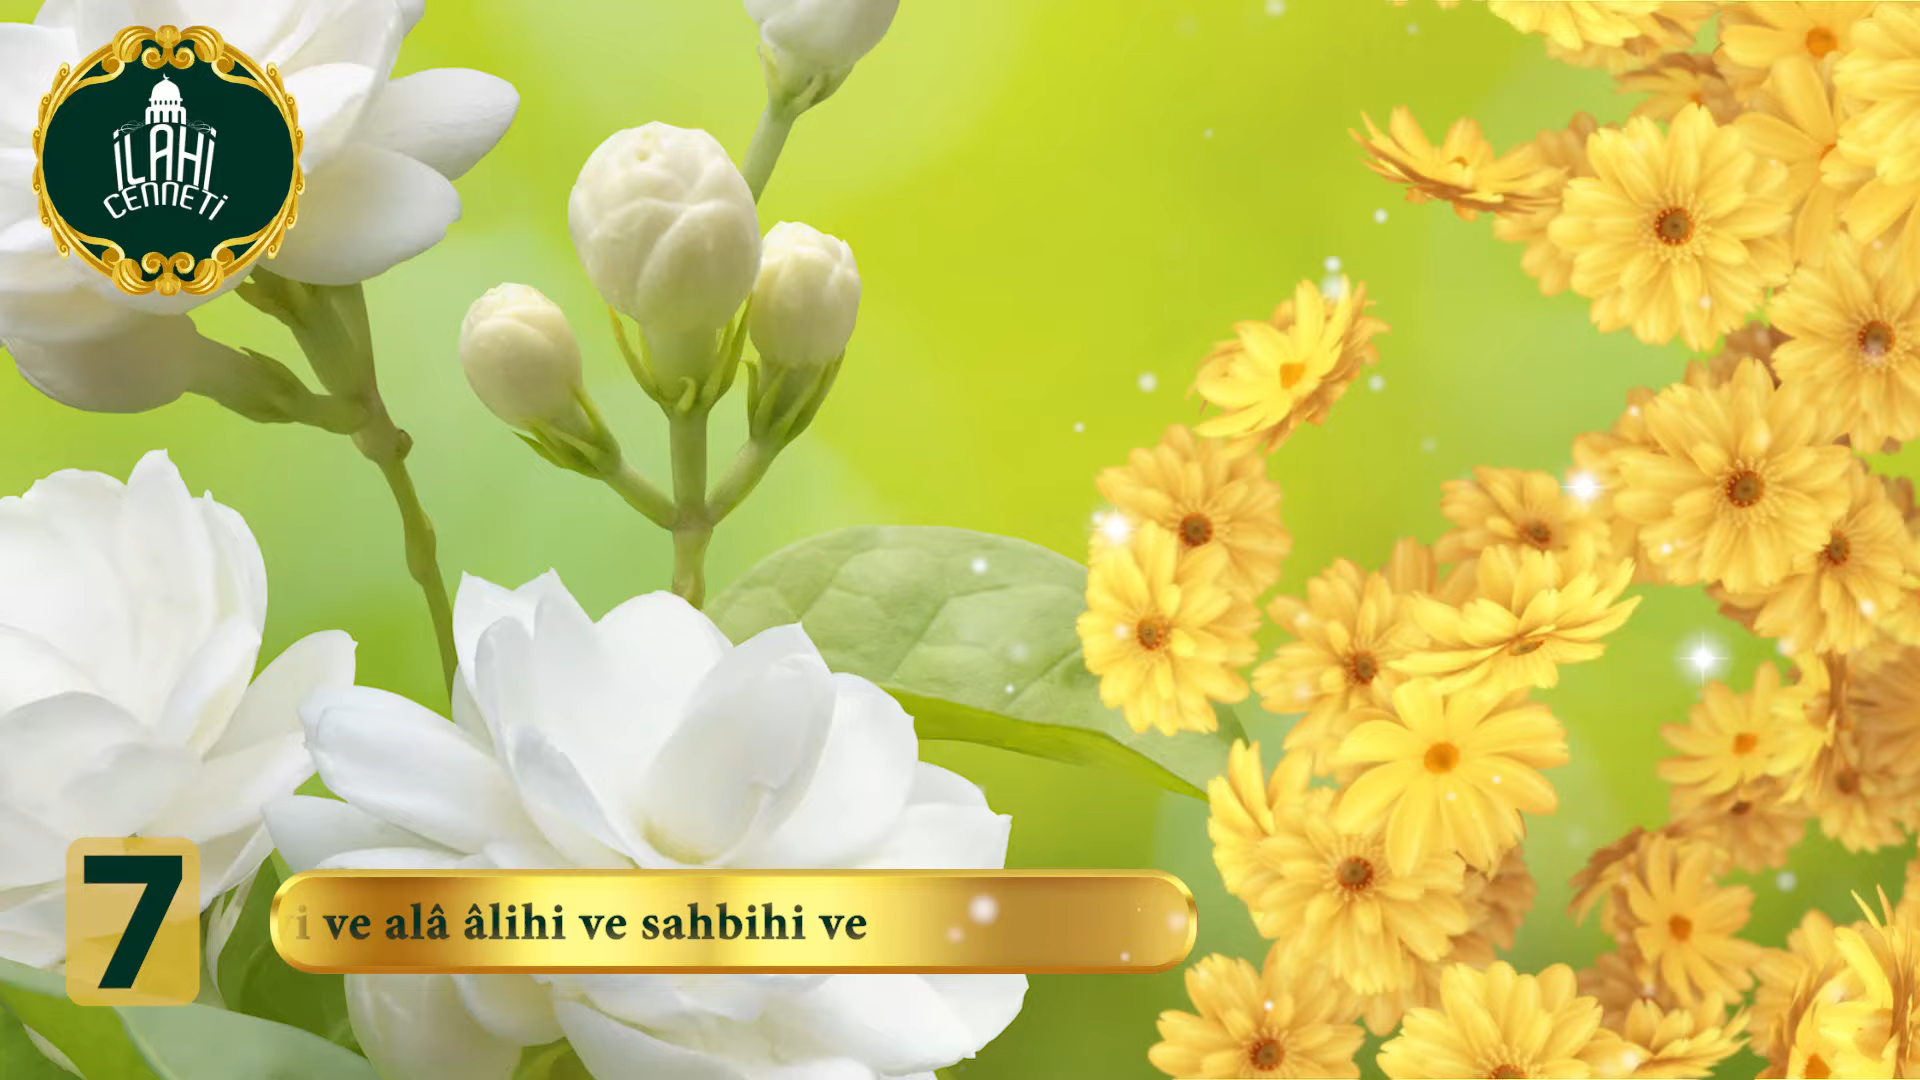 İLAHİ
CENNETİ
7
ve alâ âlihi ve sahbihi ve